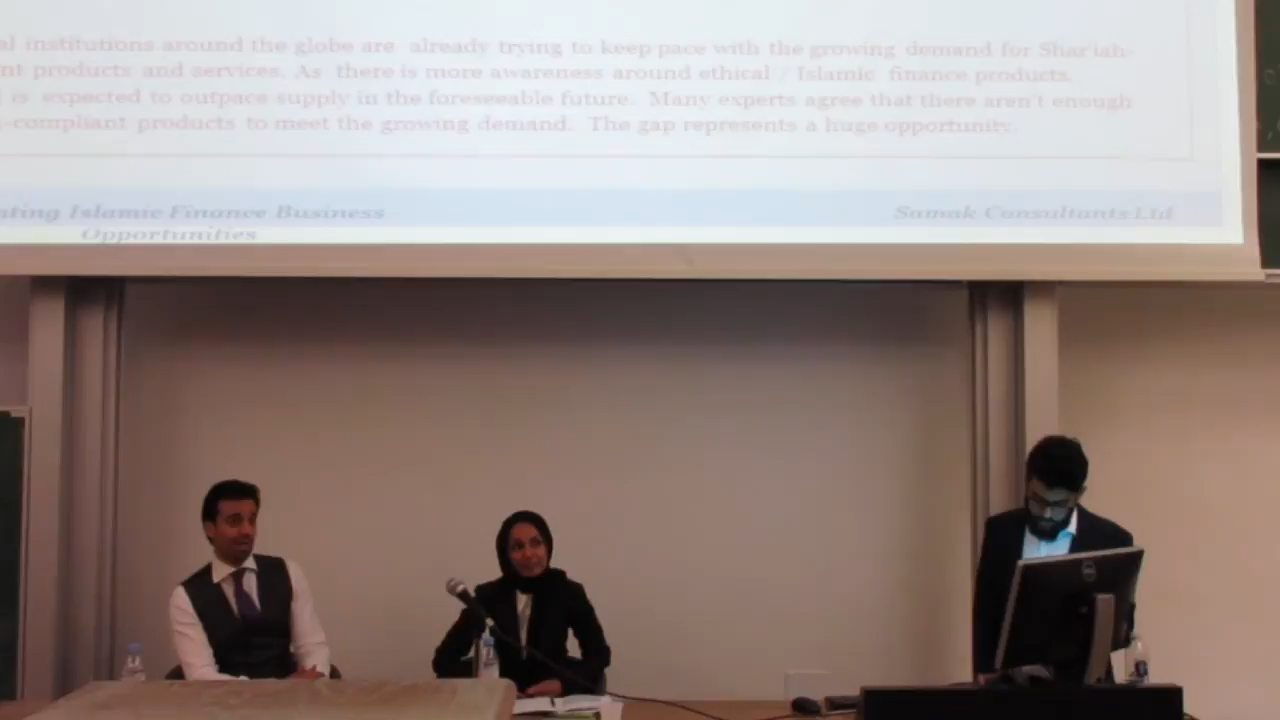 al institutions around the globe are already trying to keep pace with the growing demand for Shar'iah-
nt products and services. As there is more awareness around ethical / Islamic finance products.
is expected to outpace supply in the foreseeable future. Many experts agree that there aren't enough
-compliant products to meet the growing demand. The gap represents a huge opportunity.
ating Islamic Finance Business
Opportunities
Samak Consultants Ltd
DELL